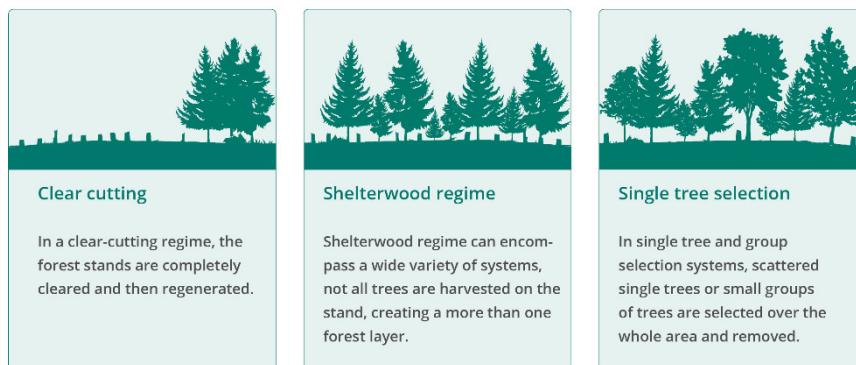 Clear cutting
In a clear-cutting regime, the
forest stands are completely
cleared and then regenerated.
Shelterwood regime
Shelterwood regime can encom-
pass a wide variety of systems,
not all trees are harvested on the
stand, creating a more than one
forest layer.
Single tree selection
In single tree and group
selection systems, scattered
single trees or small groups
of trees are selected over the
whole area and removed.